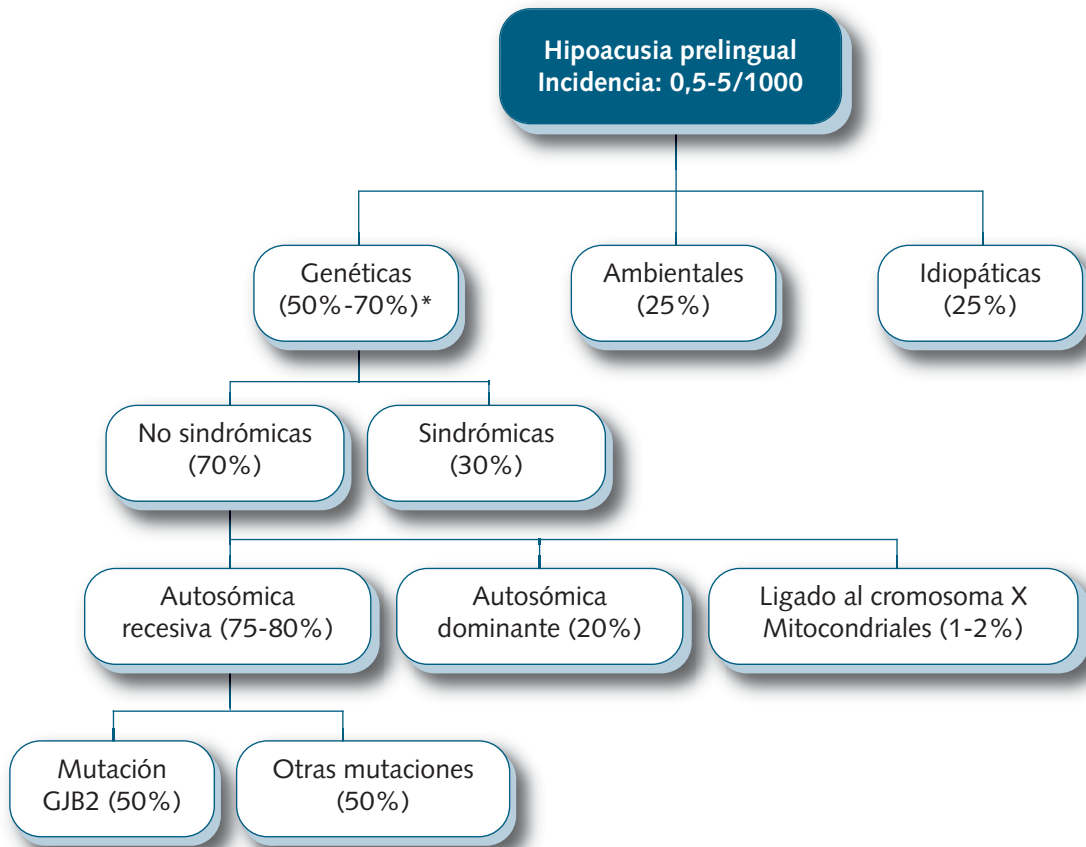 Hipoacusia prelingual
Incidencia: 0,5-5/1000
Genéticas
(50%-70%)*
Ambientales
(25%)
Idiopáticas
(25%)
No sindrómicas
(70%)
Sindrómicas
(30%)
Autosómica
recesiva (75-80%)
Autosómica
dominante (20%)
Ligado al cromosoma X
Mitocondriales (1-2%)
Mutación
GJB2 (50%)
Otras mutaciones
(50%)